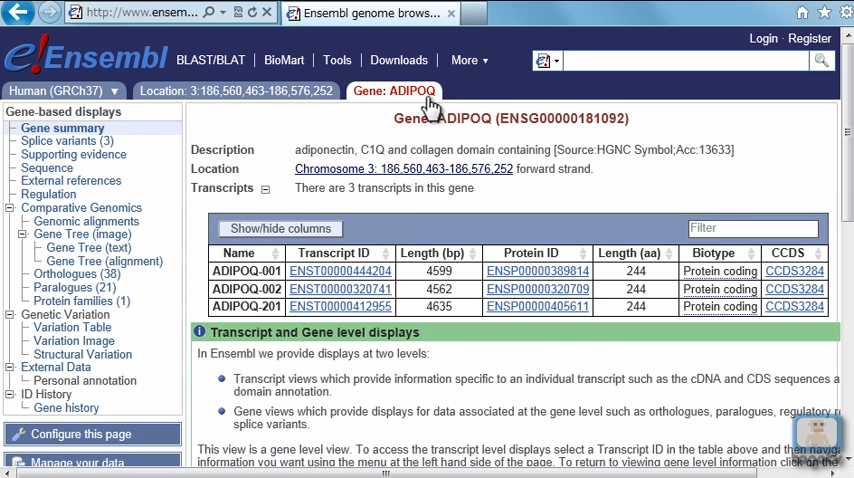 http://www.ensem...
Ensembl genome brows...
Login · Register
e!Ensembl BLAST/BLAT BioMart Tools Downloads More
Human (GRCh37) Location: 3:186,560,463-186,576,252 Gene: ADIPOQ
Gene-based displays
Gene summary
Splice variants (3)
Supporting evidence
Sequence
External references
Regulation
Comparative Genomics
Genomic alignments
Gene Tree (image)
Gene Tree (text)
Gene Tree (alignment)
Orthologues (38)
Paralogues (21)
Protein families (1)
Genetic Variation
Variation Table
Variation Image
Structural Variation
External Data
Personal annotation
ID History
Gene history
Configure this page
Manage your data
Gene: ADIPOQ (ENSG00000181092)
Description adiponectin, C1Q and collagen domain containing [Source:HGNC Symbol;Acc:13633]
Location Chromosome 3: 186,560,463-186,576,252 forward strand.
Transcripts There are 3 transcripts in this gene
Show/hide columns Filter
Name Transcript ID Length (bp) Protein ID Length (aa) Biotype CCDS
ADIPOQ-001 ENST00000444204 4599 ENSP00000389814 244 Protein coding CCDS3284
ADIPOQ-002 ENST00000320741 4562 ENSP00000320709 244 Protein coding CCDS3284
ADIPOQ-201 ENST00000412955 4635 ENSP00000405611 244 Protein coding CCDS3284
Transcript and Gene level displays
In Ensembl we provide displays at two levels:
Transcript views which provide information specific to an individual transcript such as the cDNA and CDS sequences a
domain annotation.
Gene views which provide displays for data associated at the gene level such as orthologues, paralogues, regulatory r
splice variants.
This view is a gene level view. To access the transcript level displays select a Transcript ID in the table above and then naviga
information you want using the menu at the left hand side of the page. To return to viewing gene level information click on the